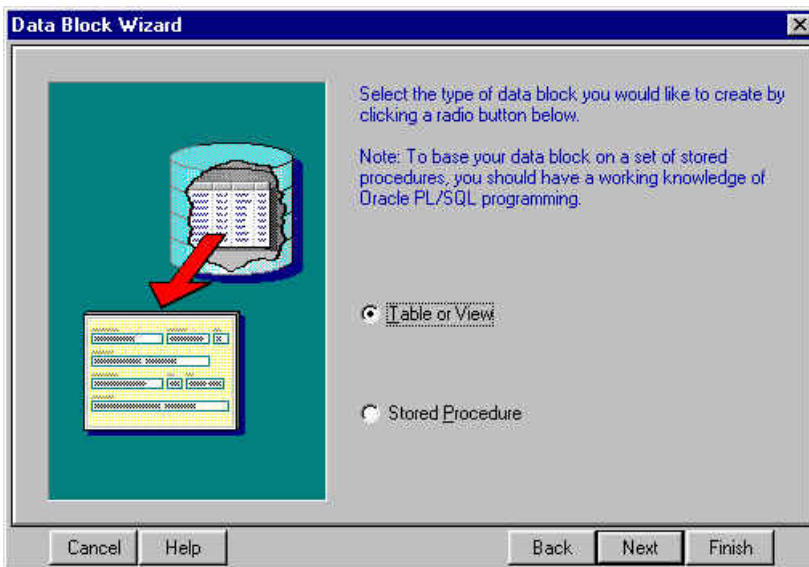 Data Block Wizard
Select the type of data block you would like to create by
clicking a radio button below.
Note: To base your data block on a set of stored
procedures, you should have a working knowledge of
Oracle PL/SQL programming.
Table or View
Stored Procedure
Cancel
Help
Back
Next
Finish